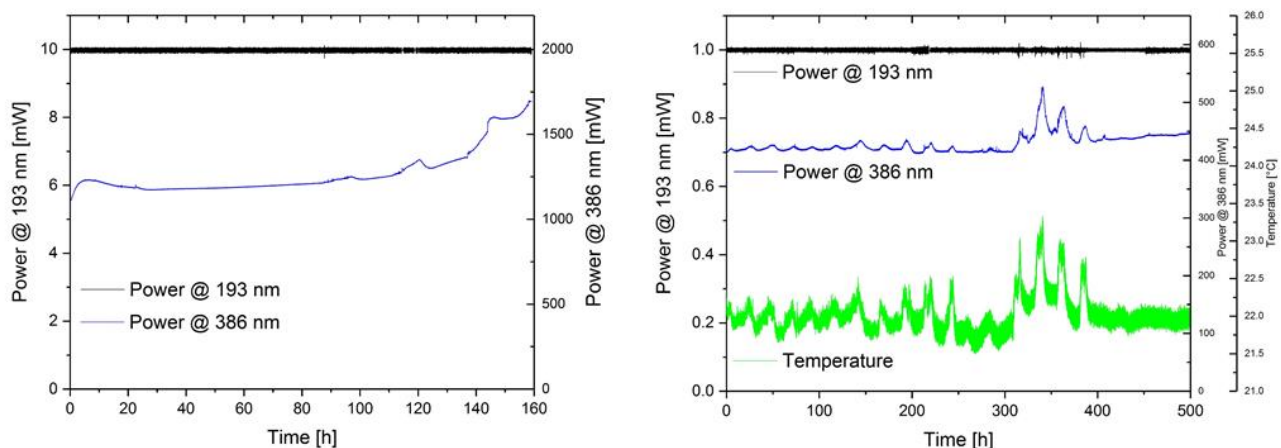 Power @ 193 nm [mW]
10
8
6
4
2
0
2000
1500
1000
500
0
Power @ 386 nm [mW]
Power @ 193 nm
Power @ 386 nm
0 20 40 60 80 100 120 140 160
Time [h]
Power @ 193 nm [mW]
1.0
0.8
0.6
0.4
0.2
0.0
600
500
400
300
200
100
0
Power @ 386 nm [mW]
26.0
25.5
25.0
24.5
24.0
23.5
23.0
22.5
22.0
21.5
21.0
Temperature [°C]
Power @ 193 nm
Power @ 386 nm
Temperature
0 100 200 300 400 500
Time [h]